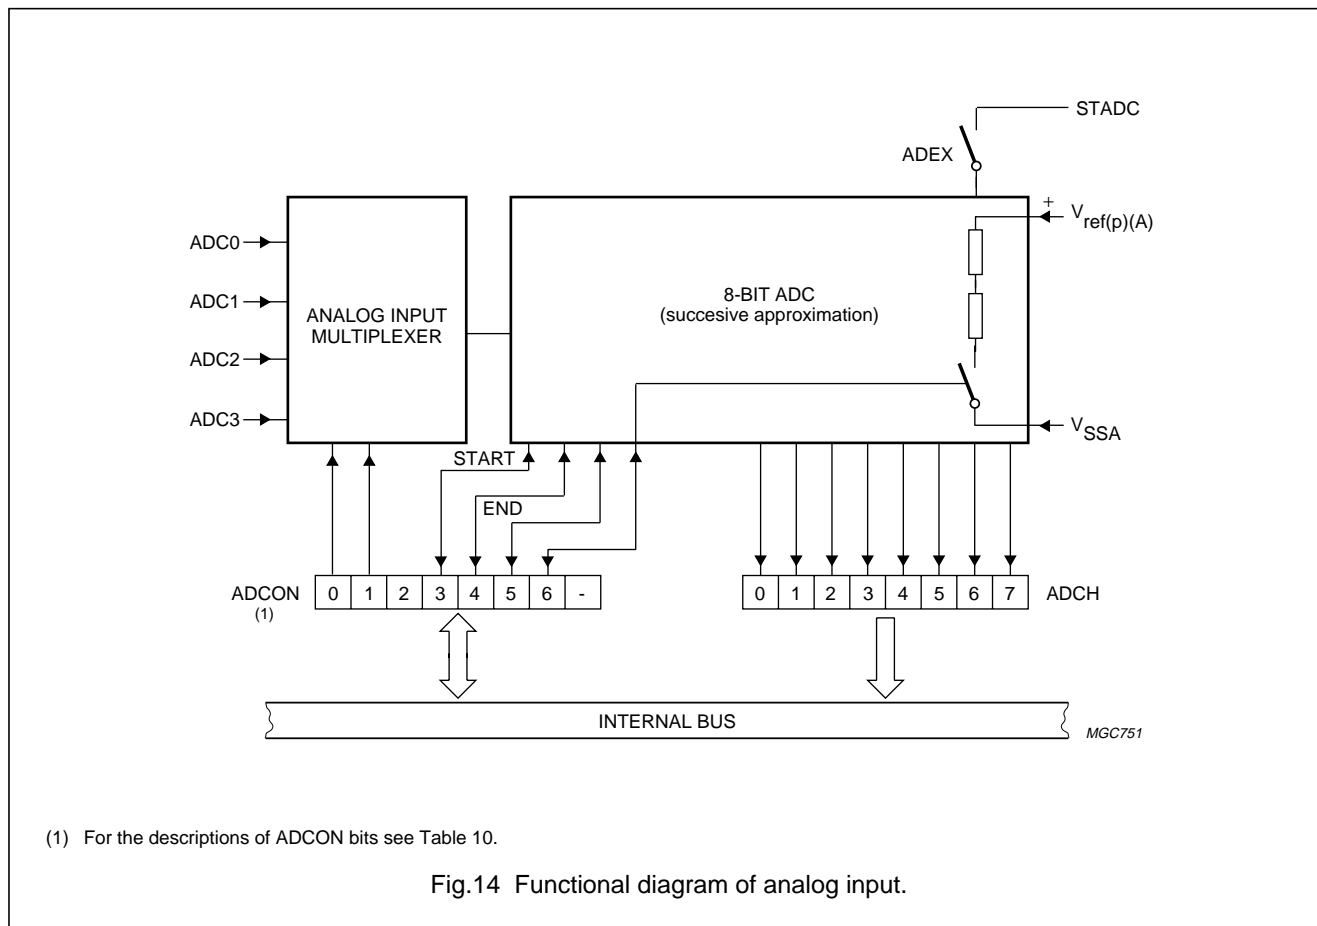 STADC
ADEX
+
Vref(p)(A)
ADC0
ADC1
ADC2
ADC3
ANALOG INPUT
MULTIPLEXER
8-BIT ADC
(succesive approximation)
VSSA
START
END
ADCON
(1)
0 1 2 3 4 5 6 -
0 1 2 3 4 5 6 7
ADCH
INTERNAL BUS
MGC751
(1) For the descriptions of ADCON bits see Table 10.
Fig.14 Functional diagram of analog input.